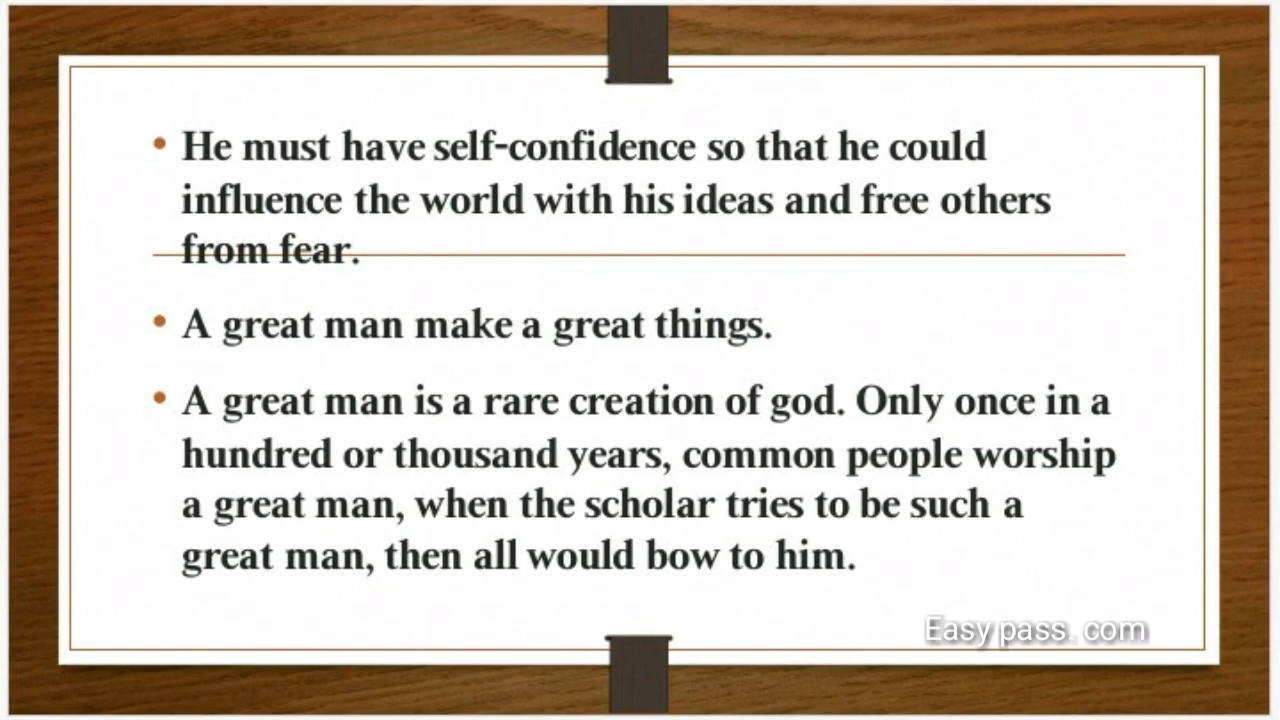 • He must have self-confidence so that he could
influence the world with his ideas and free others
from fear.
• A great man make a great things.
• A great man is a rare creation of god. Only once in a
hundred or thousand years, common people worship
a great man, when the scholar tries to be such a
great man, then all would bow to him.
Easy pass. com